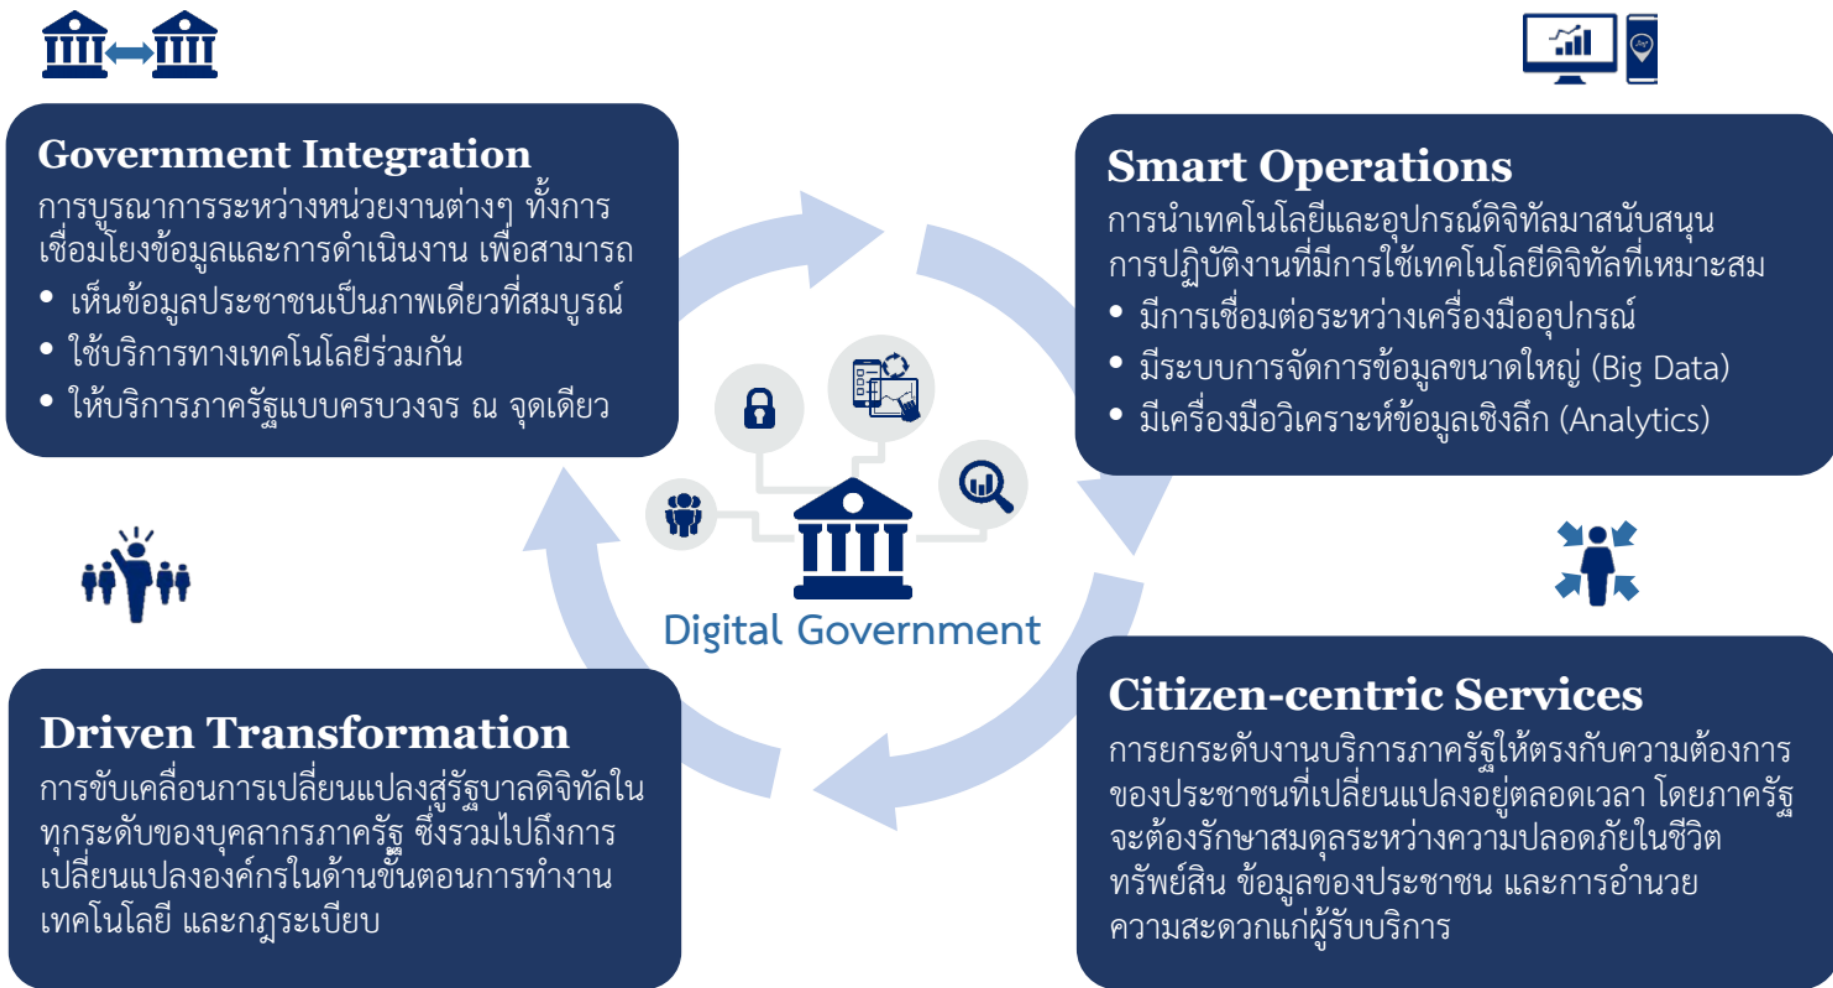 Government Integration
การบูรณาการระหว่างหน่วยงานต่างๆ ทั้งการ
เชื่อมโยงข้อมูลและการดำเนินงาน เพื่อสามารถ
• เห็นข้อมูลประชาชนเป็นภาพเดียวที่สมบูรณ์
• ใช้บริการทางเทคโนโลยีร่วมกัน
• ให้บริการภาครัฐแบบครบวงจร ณ จุดเดียว
Smart Operations
การนำเทคโนโลยีและอุปกรณ์ดิจิทัลมาสนับสนุน
การปฏิบัติงานที่มีการใช้เทคโนโลยีดิจิทัลที่เหมาะสม
• มีการเชื่อมต่อระหว่างเครื่องมืออุปกรณ์
• มีระบบการจัดการข้อมูลขนาดใหญ่ (Big Data)
• มีเครื่องมือวิเคราะห์ข้อมูลเชิงลึก (Analytics)
Digital Government
Driven Transformation
การขับเคลื่อนการเปลี่ยนแปลงสู่รัฐบาลดิจิทัลใน
ทุกระดับของบุคลากรภาครัฐ ซึ่งรวมไปถึงการ
เปลี่ยนแปลงองค์กรในด้านขั้นตอนการทำงาน
เทคโนโลยี และกฎระเบียบ
Citizen-centric Services
การยกระดับงานบริการภาครัฐให้ตรงกับความต้องการ
ของประชาชนที่เปลี่ยนแปลงอยู่ตลอดเวลา โดยภาครัฐ
จะต้องรักษาสมดุลระหว่างความปลอดภัยในชีวิต
ทรัพย์สิน ข้อมูลของประชาชน และการอำนวย
ความสะดวกแก่ผู้รับบริการ